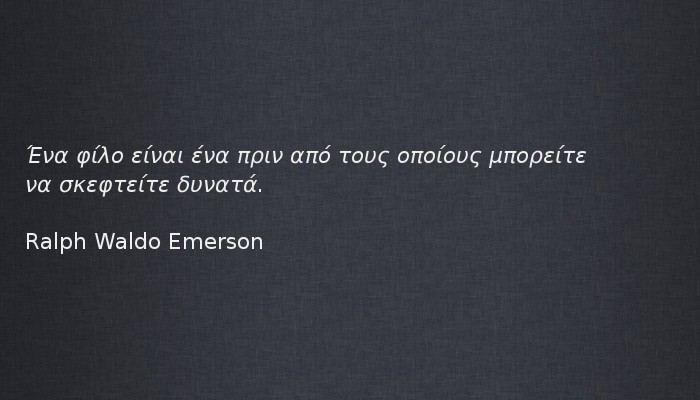 Ένα φίλο είναι ένα πριν από τους οποίους μπορείτε
να σκεφτείτε δυνατά.
Ralph Waldo Emerson